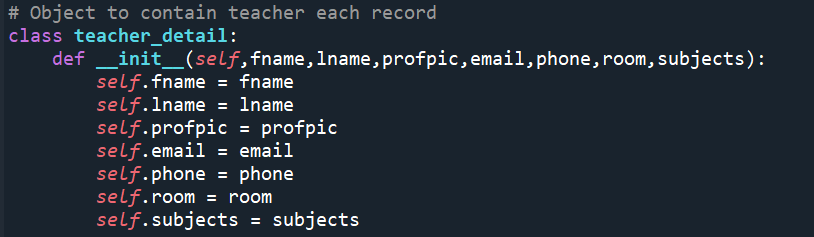 # Object to contain teacher each record
class teacher_detail:
    def __init__(self,fname,lname,profpic,email,phone,room,subjects):
        self.fname = fname
        self.lname = lname
        self.profpic = profpic
        self.email = email
        self.phone = phone
        self.room = room
        self.subjects = subjects